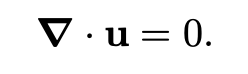 𝛁 · 𝐮 = 0.